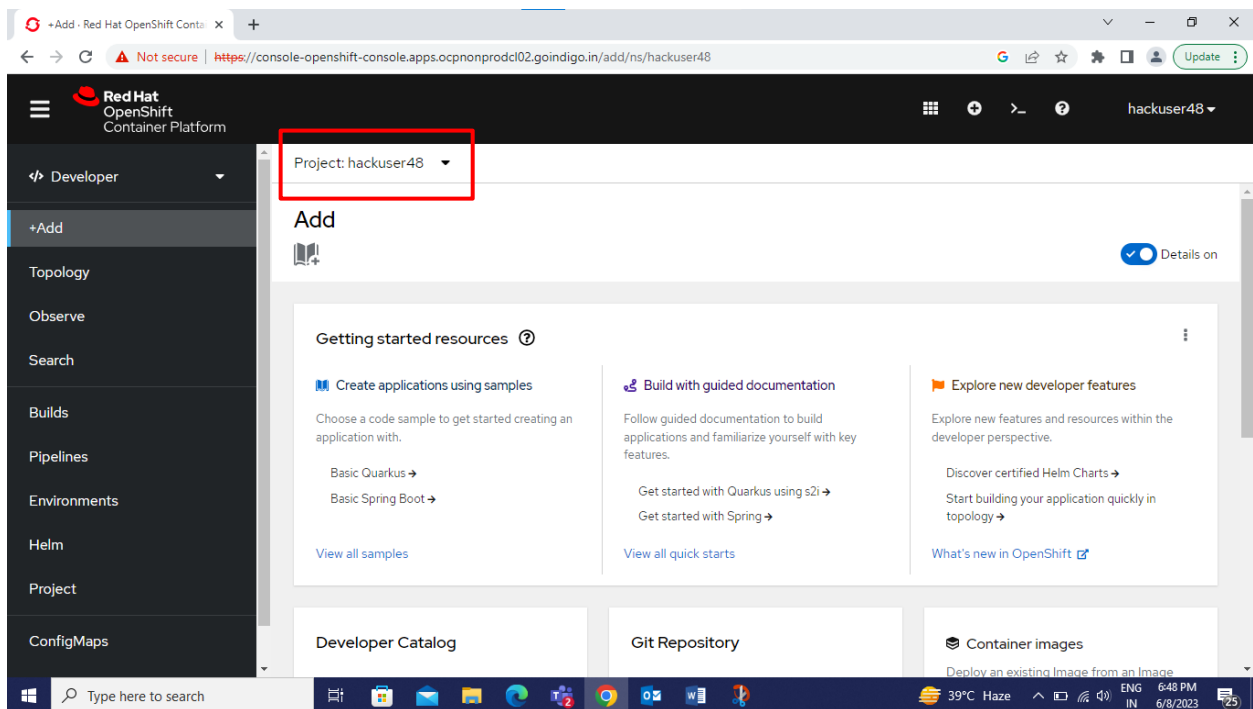 +Add · Red Hat OpenShift Conta
Not secure | https://console-openshift-console.apps.ocpnonprodcl02.goindigo.in/add/ns/hackuser48
Update
Red Hat
OpenShift
Container Platform
hackuser48
Developer
Project: hackuser48
+Add
Topology
Observe
Search
Builds
Pipelines
Environments
Helm
Project
ConfigMaps
Add
Details on
Getting started resources
Create applications using samples
Choose a code sample to get started creating an
application with.
Basic Quarkus →
Basic Spring Boot →
View all samples
Build with guided documentation
Follow guided documentation to build
applications and familiarize yourself with key
features.
Get started with Quarkus using s2i →
Get started with Spring →
View all quick starts
Explore new developer features
Explore new features and resources within the
developer perspective.
Discover certified Helm Charts →
Start building your application quickly in
topology →
What's new in OpenShift
Developer Catalog
Git Repository
Container images
Deploy an existing Image from an Image
Type here to search
39°C Haze
ENG
IN
6:48 PM
6/8/2023
25